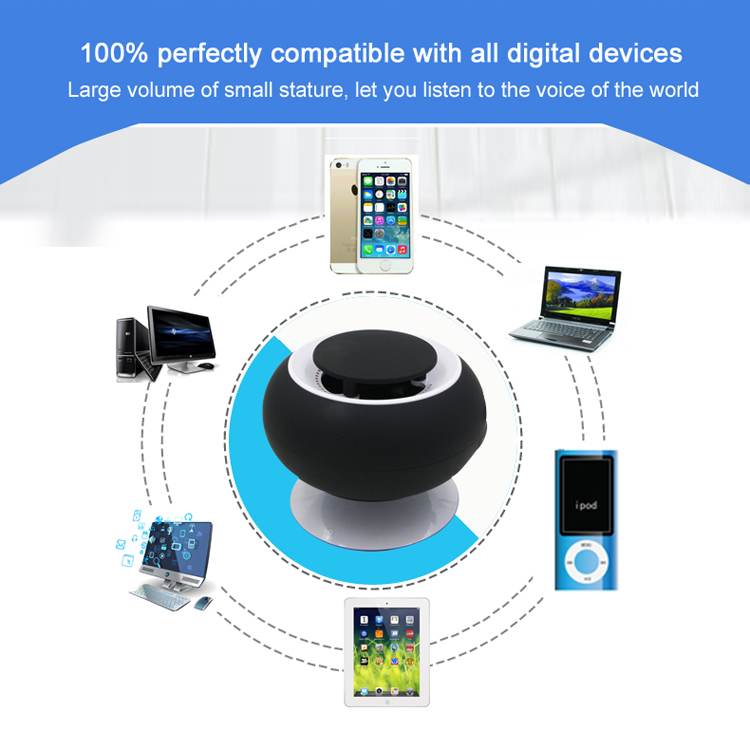 100% perfectly compatible with all digital devices
Large volume of small stature, let you listen to the voice of the world
ipod
MENU